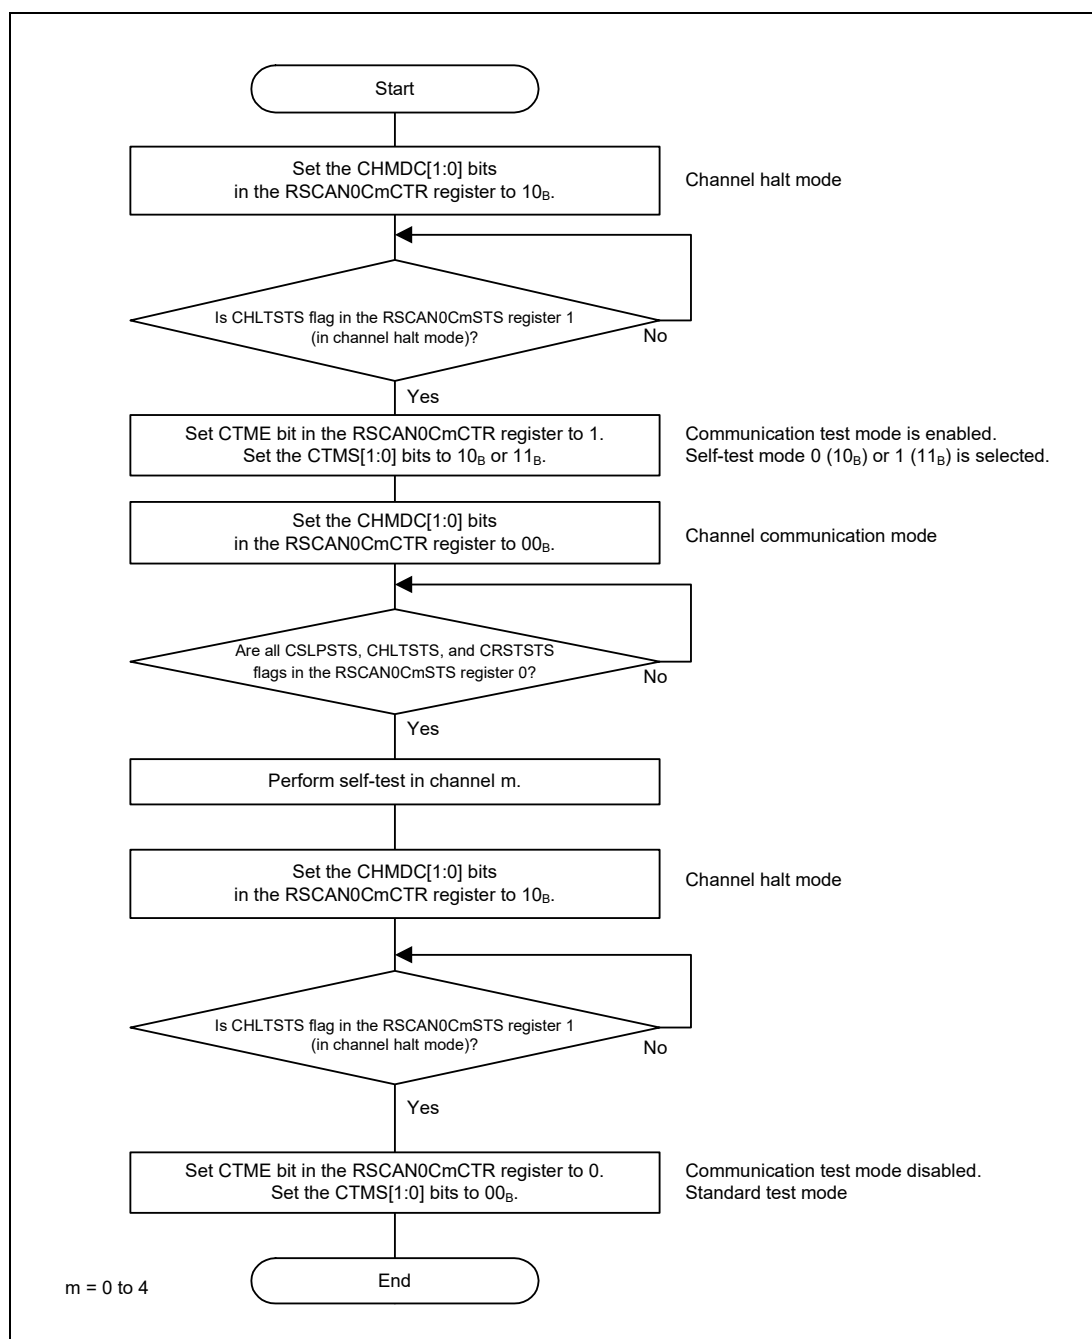 Start
Set the CHMDC[1:0] bits
in the RSCAN0CmCTR register to 10B.
Channel halt mode
Is CHLTSTS flag in the RSCAN0CmSTS register 1
(in channel halt mode)?
No
Yes
Set CTME bit in the RSCAN0CmCTR register to 1.
Set the CTMS[1:0] bits to 10B or 11B.
Communication test mode is enabled.
Self-test mode 0 (10B) or 1 (11B) is selected.
Set the CHMDC[1:0] bits
in the RSCAN0CmCTR register to 00B.
Channel communication mode
Are all CSLPSTS, CHLTSTS, and CRSTSTS
flags in the RSCAN0CmSTS register 0?
No
Yes
Perform self-test in channel m.
Set the CHMDC[1:0] bits
in the RSCAN0CmCTR register to 10B.
Channel halt mode
Is CHLTSTS flag in the RSCAN0CmSTS register 1
(in channel halt mode)?
No
Yes
Set CTME bit in the RSCAN0CmCTR register to 0.
Set the CTMS[1:0] bits to 00B.
Communication test mode disabled.
Standard test mode
End
m = 0 to 4